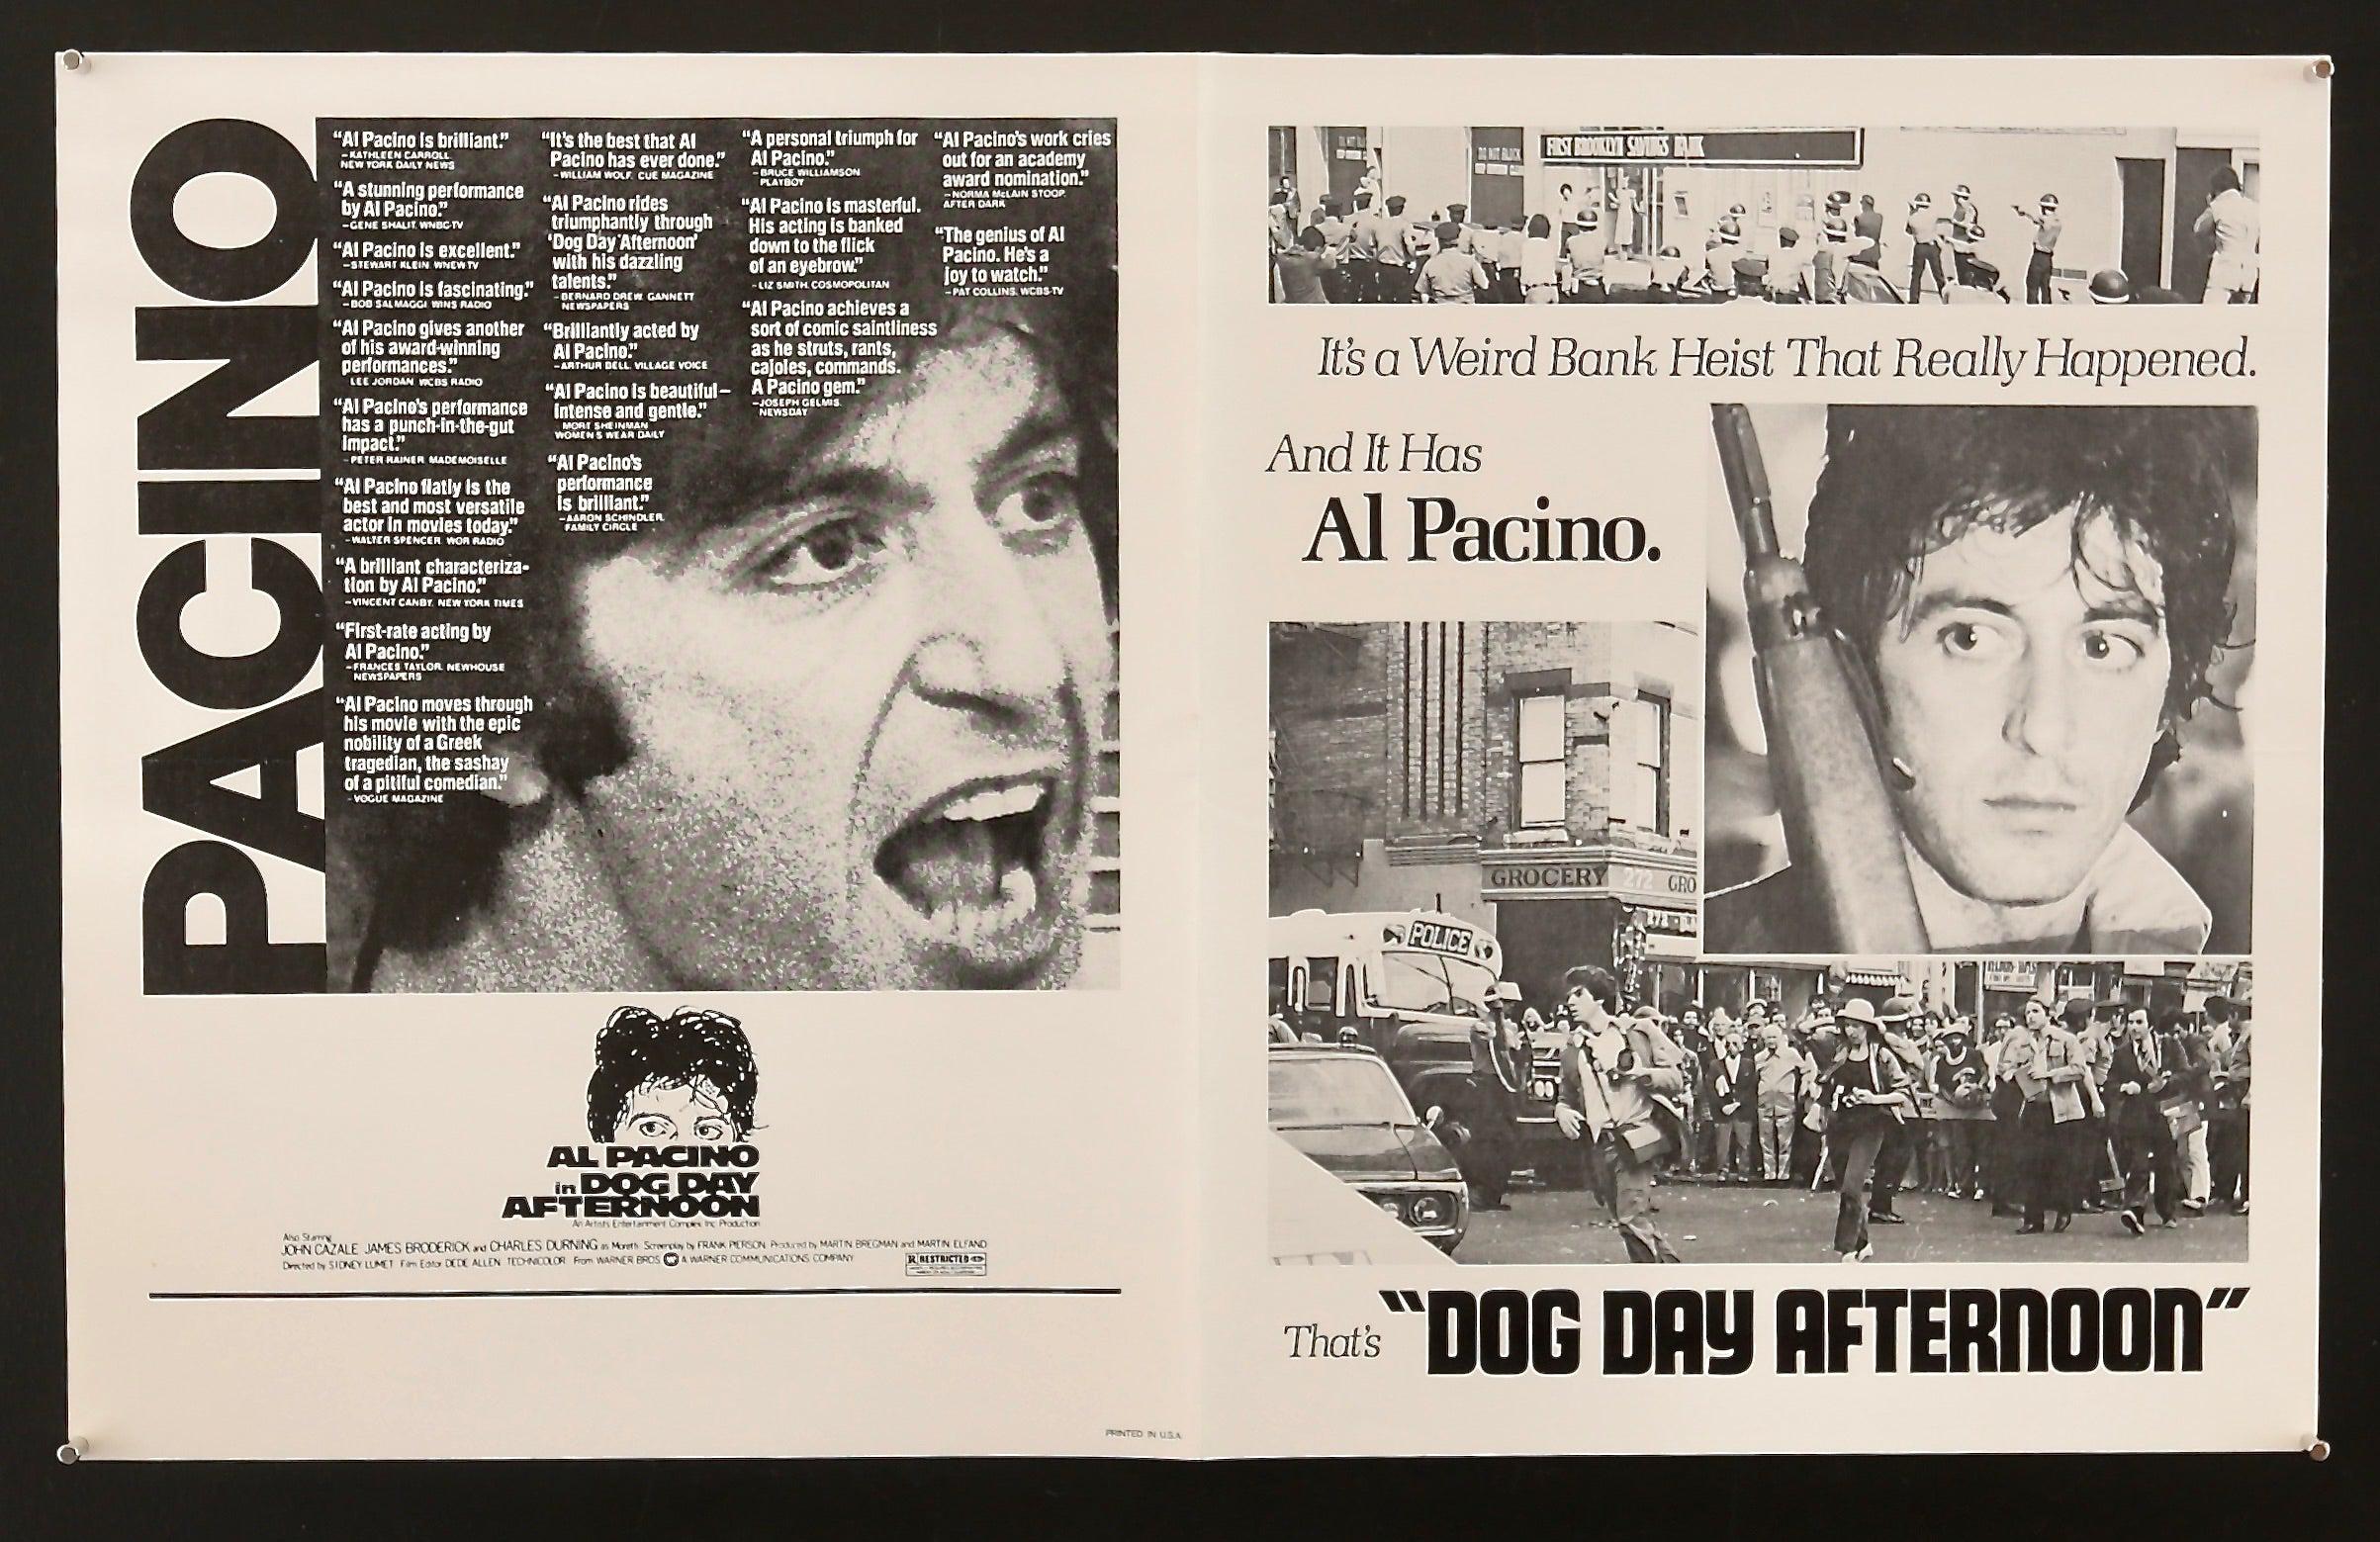 PACINO
“Al Pacino is brilliant.”
–KATHLEEN CARROLL,
NEW YORK DAILY NEWS
“A stunning performance
by Al Pacino.”
–GENE SHALIT, WNBC-TV
“Al Pacino is excellent.”
–STEWART KLEIN WNEW TV
“Al Pacino is fascinating.”
–BOB SALMAGGI WINS RADIO
“Al Pacino gives another
of his award-winning
performances.”
LEE JORDAN WCBS RADIO
“Al Pacino’s performance
has a punch-in-the-gut
impact.”
–PETER RAINER MADEMOISELLE
“Al Pacino flatly is the
best and most versatile
actor in movies today.”
–WALTER SPENCER WOR RADIO
“A brilliant characteriza-
tion by Al Pacino.”
–VINCENT CANBY, NEW YORK TIMES
“First-rate acting by
Al Pacino.”
–FRANCES TAYLOR, NEWHOUSE
NEWSPAPERS
“Al Pacino moves through
his movie with the epic
nobility of a Greek
tragedian, the sashay
of a pitiful comedian.”
–VOGUE MAGAZINE
“It’s the best that Al
Pacino has ever done.”
–WILLIAM WOLF, CUE MAGAZINE
“Al Pacino rides
triumphantly through
‘Dog Day Afternoon’
with his dazzling
talents.”
–BERNARD DREW, GANNETT
NEWSPAPERS
“Brilliantly acted by
Al Pacino.”
–ARTHUR BELL, VILLAGE VOICE
“Al Pacino is beautiful–
intense and gentle.”
MORT SHEINMAN
WOMEN'S WEAR DAILY
“Al Pacino’s
performance
is brilliant.”
–AARON SCHINDLER,
FAMILY CIRCLE
“A personal triumph for
Al Pacino.”
–BRUCE WILLIAMSON
PLAYBOY
“Al Pacino is masterful.
His acting is banked
down to the flick
of an eyebrow.”
–LIZ SMITH, COSMOPOLITAN
“Al Pacino achieves a
sort of comic saintliness
as he struts, rants,
cajoles, commands.
A Pacino gem.”
–JOSEPH GELMIS,
NEWSDAY
“Al Pacino’s work cries
out for an academy
award nomination.”
–NORMA McLAIN STOOP,
AFTER DARK
“The genius of Al
Pacino. He’s a
joy to watch.”
–PAT COLLINS, WCBS-TV
AL PACINO
in DOG DAY
AFTERNOON
An Artists Entertainment Complex Inc. Production
Also Starring
JOHN CAZALE JAMES BRODERICK and CHARLES DURNING as Moretti Screenplay by FRANK PIERSON Produced by MARTIN BREGMAN and MARTIN ELFAND
Directed by SIDNEY LUMET Film Editor DEDE ALLEN TECHNICOLOR From WARNER BROS A WARNER COMMUNICATIONS COMPANY
R RESTRICTED
PRINTED IN U.S.A.
FIRST BROOKLYN SAVINGS BANK
It's a Weird Bank Heist That Really Happened.
And It Has
Al Pacino.
GROCERY 272 GRO
POLICE
That's “DOG DAY AFTERNOON”